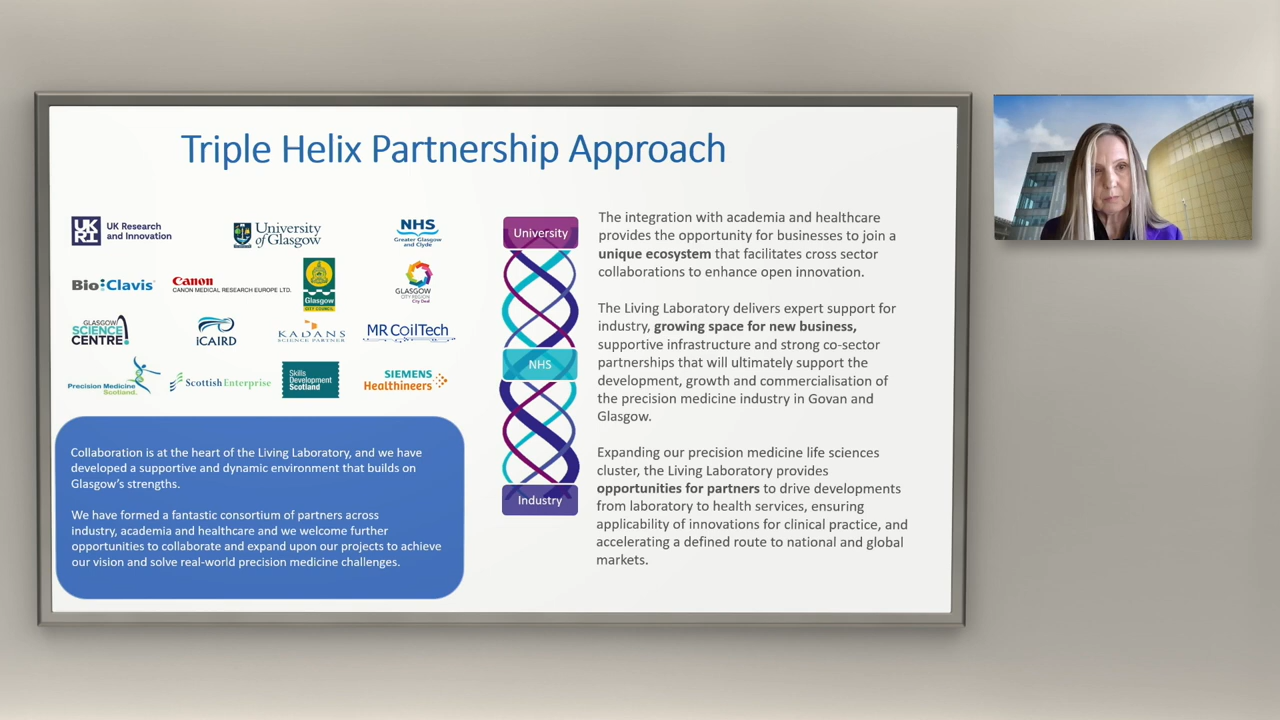 Triple Helix Partnership Approach
UK
RI
UK Research
and Innovation
University
of Glasgow
NHS
Greater Glasgow
and Clyde
Bio:Clavis
Canon
CANON MEDICAL RESEARCH EUROPE LTD.
Glasgow
CITY COUNCIL
GLASGOW
CITY REGION
City Deal
GLASGOW
SCIENCE
CENTRE!
iCAIRD
KADANS
SCIENCE PARTNER
MR CoilTech
Precision Medicine
Scotland.
Scottish Enterprise
Skills
Development
Scotland
SIEMENS
Healthineers
Collaboration is at the heart of the Living Laboratory, and we have
developed a supportive and dynamic environment that builds on
Glasgow's strengths.
We have formed a fantastic consortium of partners across
industry, academia and healthcare and we welcome further
opportunities to collaborate and expand upon our projects to achieve
our vision and solve real-world precision medicine challenges.
University
NHS
Industry
The integration with academia and healthcare
provides the opportunity for businesses to join a
unique ecosystem that facilitates cross sector
collaborations to enhance open innovation.
The Living Laboratory delivers expert support for
industry, growing space for new business,
supportive infrastructure and strong co-sector
partnerships that will ultimately support the
development, growth and commercialisation of
the precision medicine industry in Govan and
Glasgow.
Expanding our precision medicine life sciences
cluster, the Living Laboratory provides
opportunities for partners to drive developments
from laboratory to health services, ensuring
applicability of innovations for clinical practice, and
accelerating a defined route to national and global
markets.